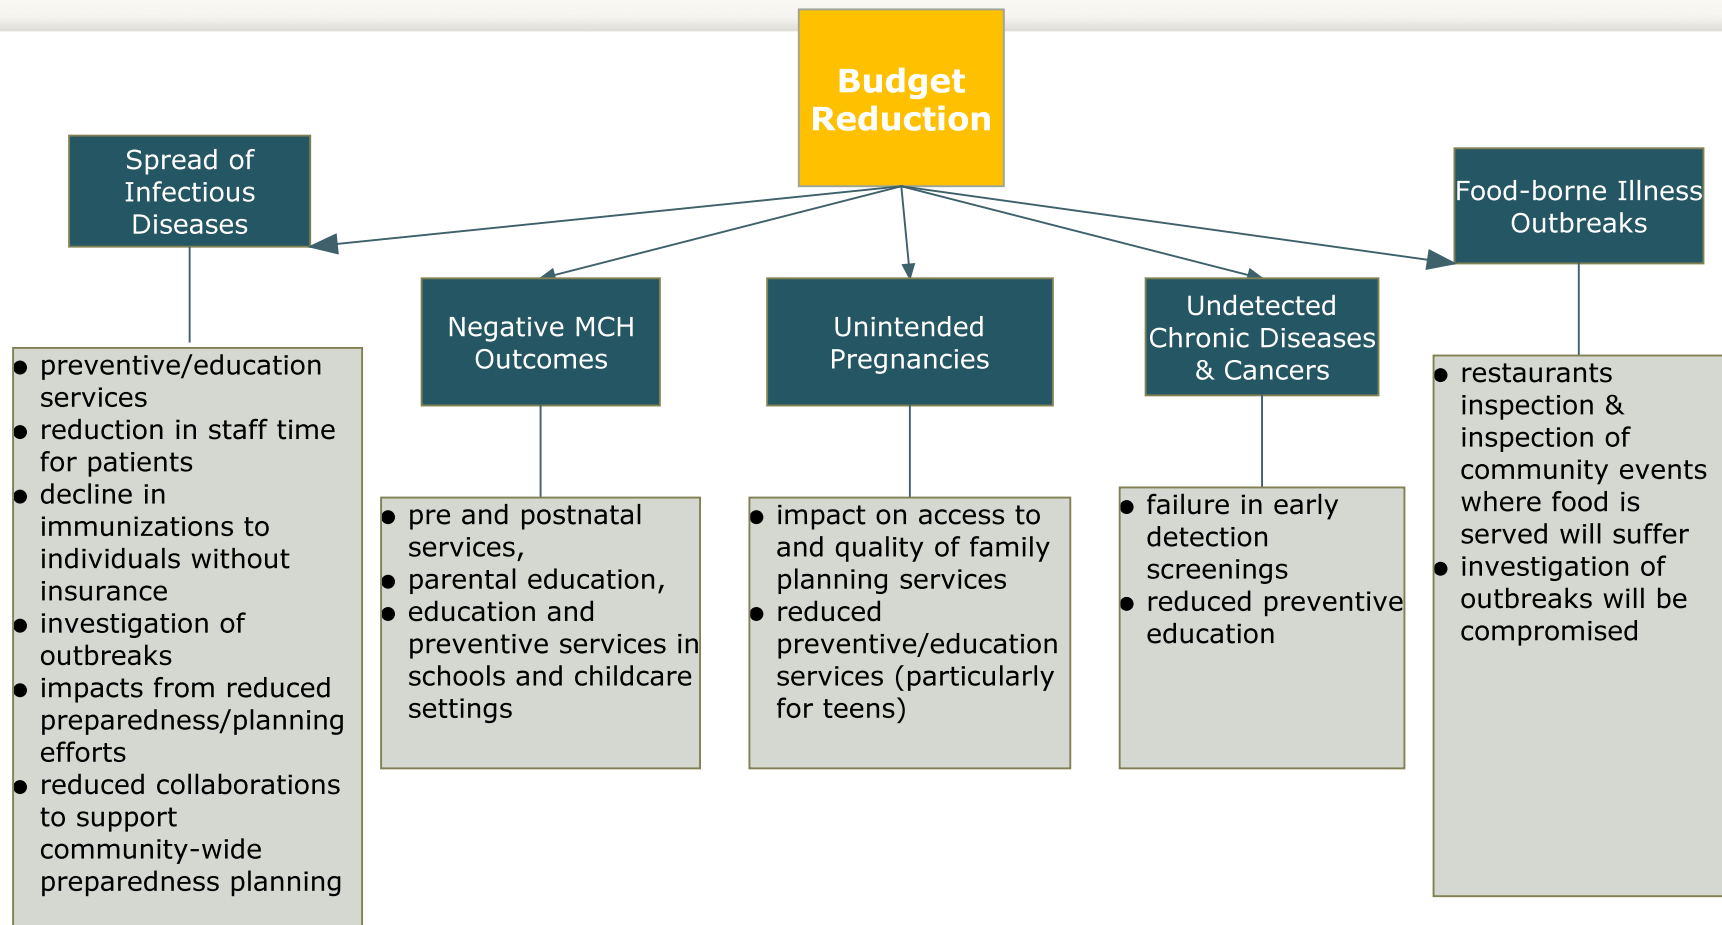 Budget
Reduction
Spread of
Infectious
Diseases
Food-borne Illness
Outbreaks
Negative MCH
Outcomes
Unintended
Pregnancies
Undetected
Chronic Diseases
& Cancers
● preventive/education
services
● reduction in staff time
for patients
● decline in
immunizations to
individuals without
insurance
● investigation of
outbreaks
● impacts from reduced
preparedness/planning
efforts
● reduced collaborations
to support
community-wide
preparedness planning
● pre and postnatal
services,
● parental education,
● education and
preventive services in
schools and childcare
settings
● impact on access to
and quality of family
planning services
● reduced
preventive/education
services (particularly
for teens)
● failure in early
detection
screenings
● reduced preventive
education
● restaurants
inspection &
inspection of
community events
where food is
served will suffer
● investigation of
outbreaks will be
compromised